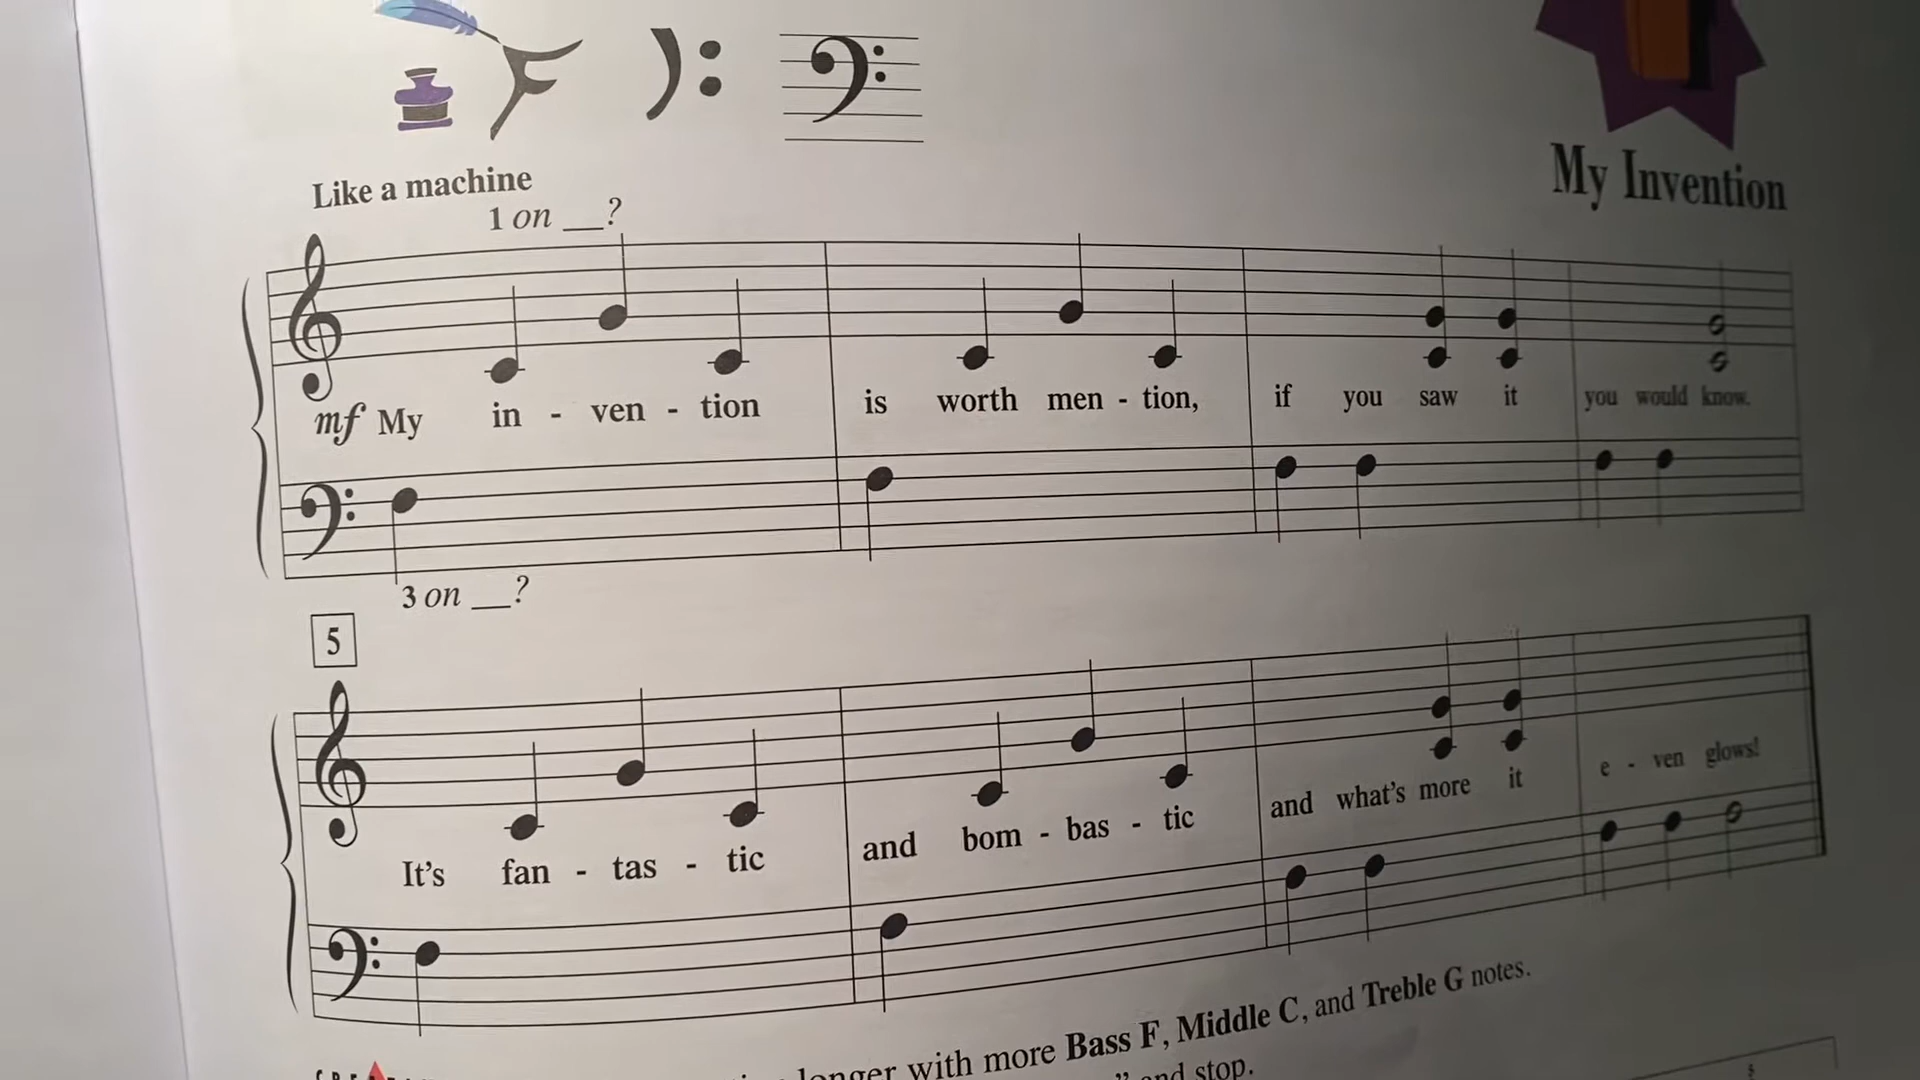 My Invention
Like a machine
1 on __?
mf My in - ven - tion is worth men - tion, if you saw it you would know.
3 on __?
5
It's fan - tas - tic and bom - bas - tic and what's more it e - ven glows!
longer with more Bass F, Middle C, and Treble G notes.
and stop.